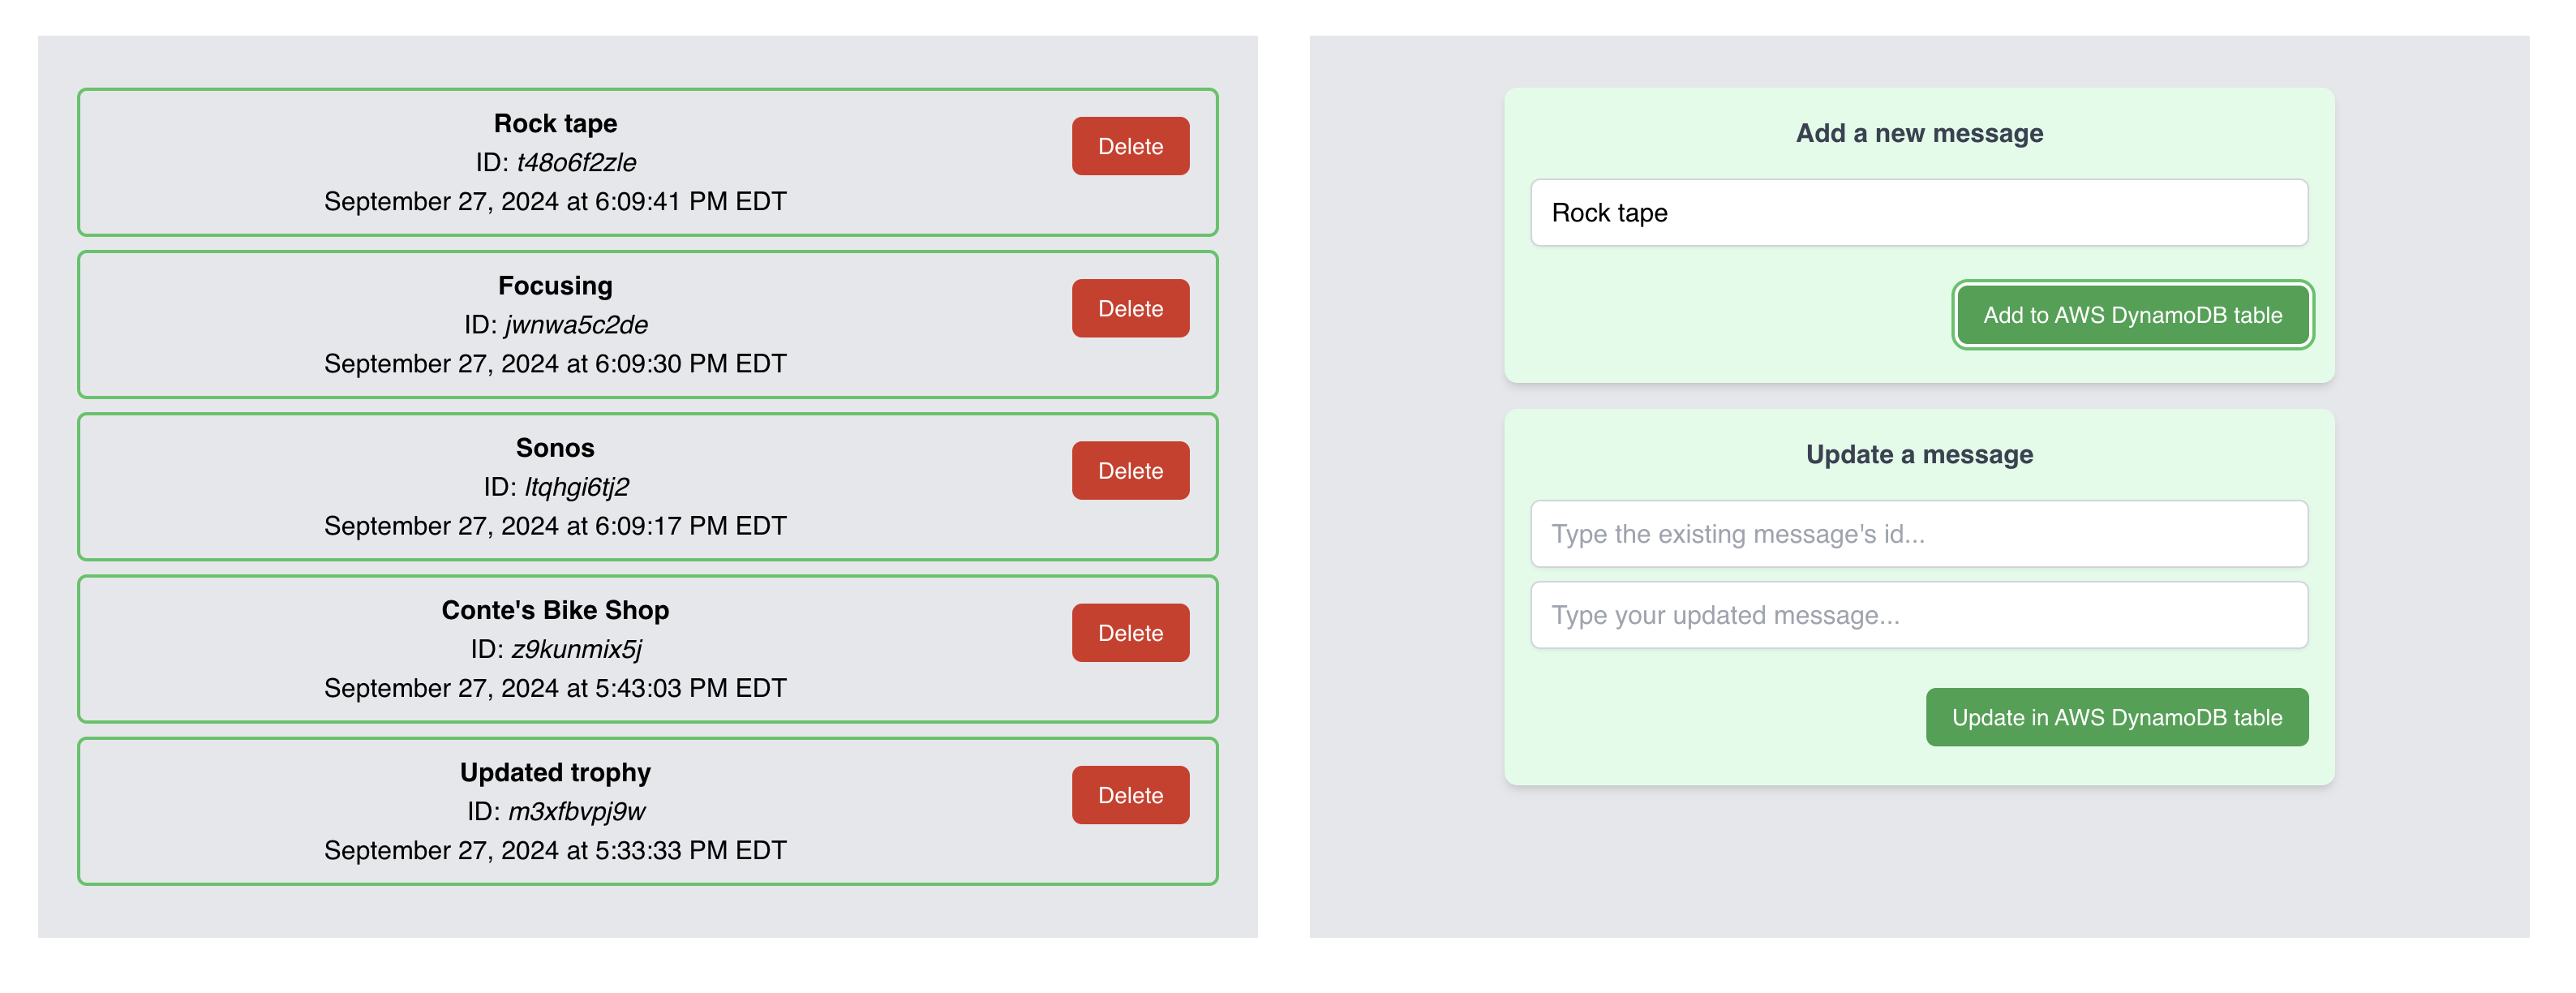 Rock tape
ID: t48o6f2zle
September 27, 2024 at 6:09:41 PM EDT
Delete
Focusing
ID: jwnwa5c2de
September 27, 2024 at 6:09:30 PM EDT
Delete
Sonos
ID: ltqhgi6tj2
September 27, 2024 at 6:09:17 PM EDT
Delete
Conte's Bike Shop
ID: z9kunmix5j
September 27, 2024 at 5:43:03 PM EDT
Delete
Updated trophy
ID: m3xfbvpj9w
September 27, 2024 at 5:33:33 PM EDT
Delete
Add a new message
Rock tape
Add to AWS DynamoDB table
Update a message
Type the existing message's id...
Type your updated message...
Update in AWS DynamoDB table